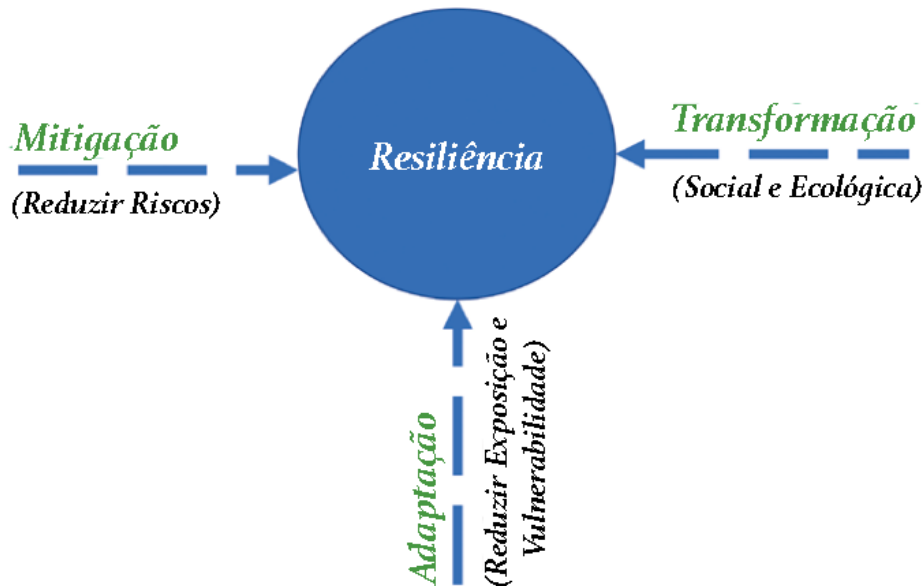 Mitigação
(Reduzir Riscos)
Resiliência
Transformação
(Social e Ecológica)
Adaptação
(Reduzir Exposição e
Vulnerabilidade)